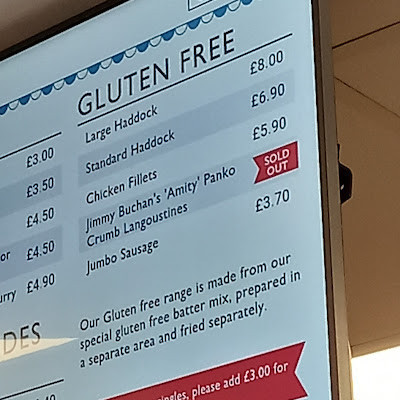 GLUTEN FREE
Large Haddock £8.00
Standard Haddock £6.90
Chicken Fillets £5.90
Jimmy Buchan's 'Amity' Panko
Crumb Langoustines
SOLD
OUT
Jumbo Sausage £3.70
Our Gluten free range is made from our
special gluten free batter mix, prepared in
a separate area and fried separately.
please add £3.00 for
£3.00
£3.50
£4.50
or £4.50
urry £4.90
DES